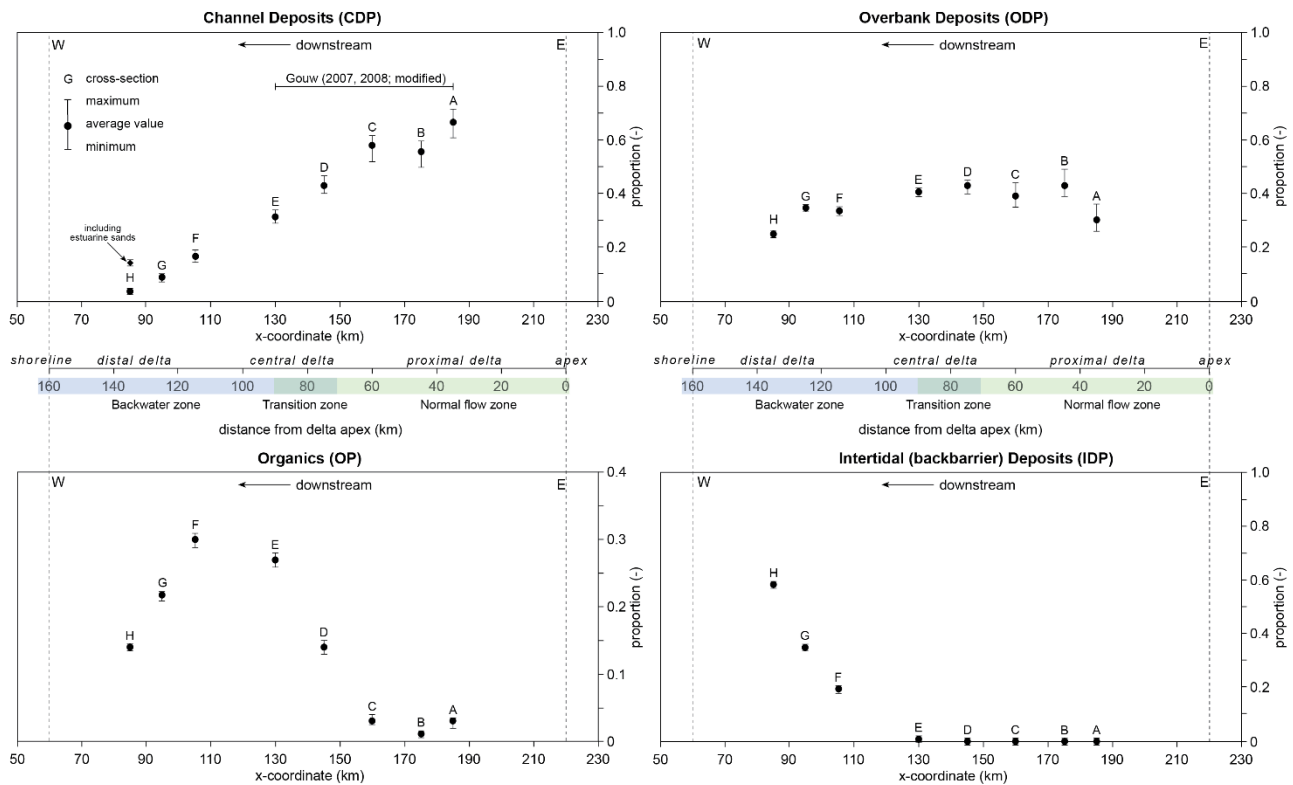 Channel Deposits (CDP)
W
downstream
E
G cross-section
maximum
average value
minimum
Gouw (2007, 2008; modified)
A
B
C
D
E
F
G
H
including
estuarine sands
1.0
0.8
0.6
0.4
0.2
0
proportion (-)
50 70 90 110 130 150 170 190 210 230
x-coordinate (km)
Overbank Deposits (ODP)
W
downstream
E
H
G
F
E
D
C
B
A
1.0
0.8
0.6
0.4
0.2
0
proportion (-)
50 70 90 110 130 150 170 190 210 230
x-coordinate (km)
shoreline distal delta central delta proximal delta apex
160 140 120 100 80 60 40 20 0
Backwater zone Transition zone Normal flow zone
distance from delta apex (km)
shoreline distal delta central delta proximal delta apex
160 140 120 100 80 60 40 20 0
Backwater zone Transition zone Normal flow zone
distance from delta apex (km)
Organics (OP)
W
downstream
E
H
G
F
E
D
C
B
A
0.4
0.3
0.2
0.1
0
proportion (-)
50 70 90 110 130 150 170 190 210 230
x-coordinate (km)
Intertidal (backbarrier) Deposits (IDP)
W
downstream
E
H
G
F
E
D
C
B
A
1.0
0.8
0.6
0.4
0.2
0
proportion (-)
50 70 90 110 130 150 170 190 210 230
x-coordinate (km)